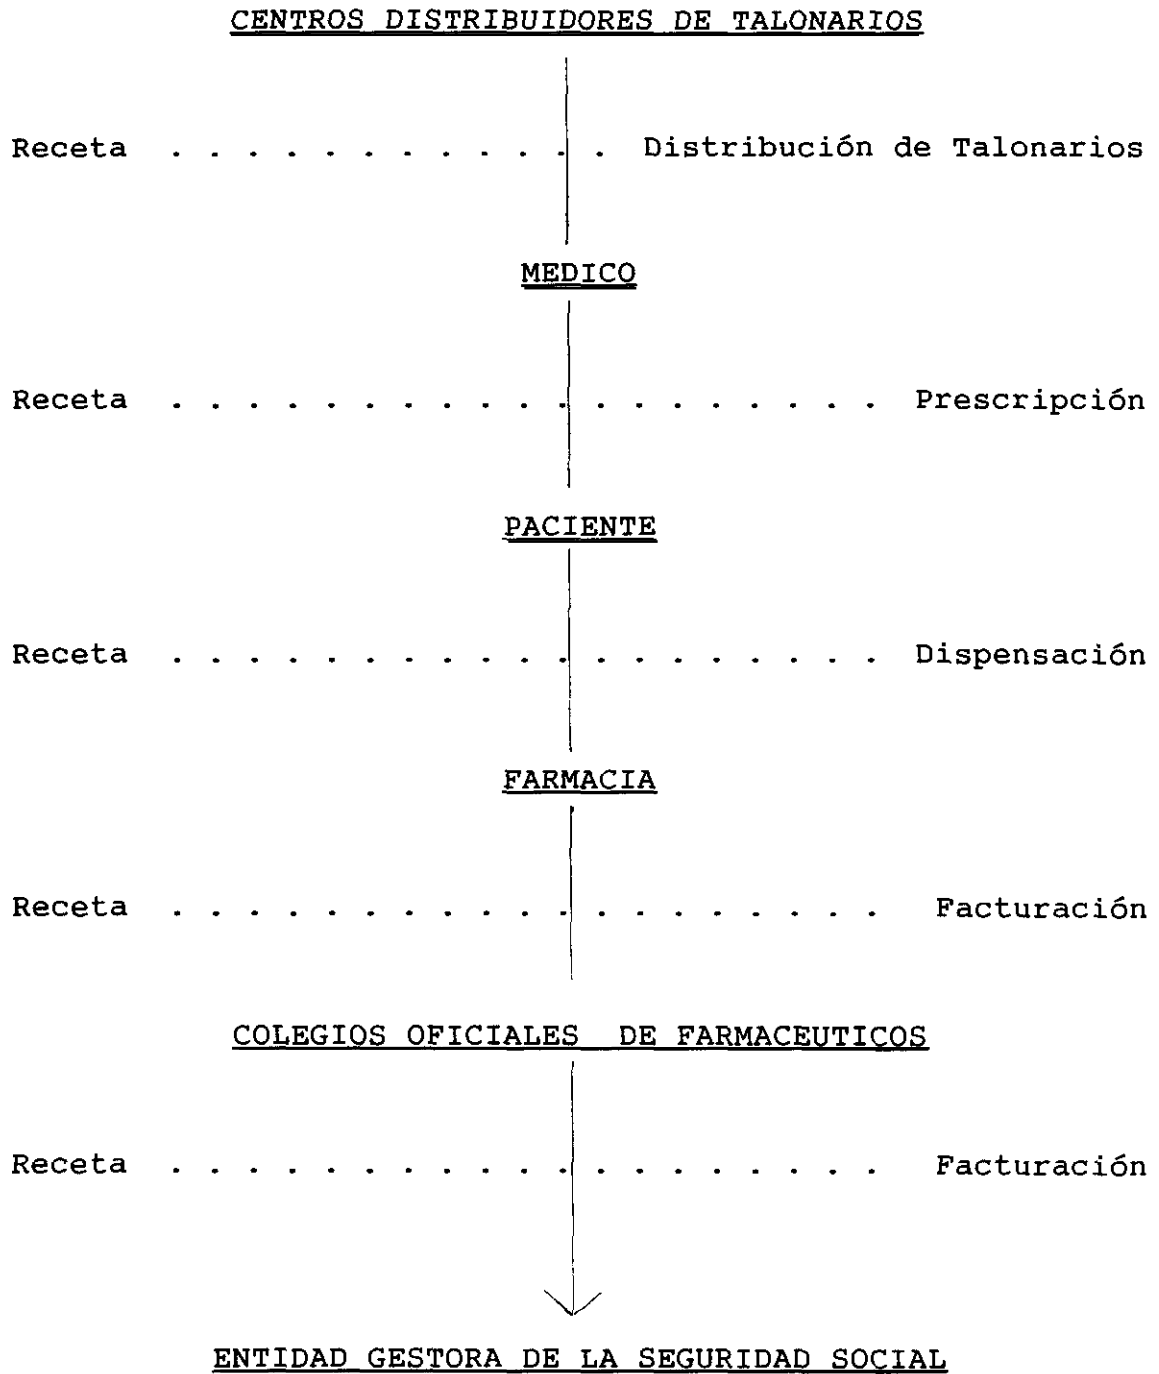 CENTROS DISTRIBUIDORES DE TALONARIOS
Receta . . . . . . . . . . . . Distribución de Talonarios
MEDICO
Receta . . . . . . . . . . . . . . . . . . . Prescripción
PACIENTE
Receta . . . . . . . . . . . . . . . . . . . Dispensación
FARMACIA
Receta . . . . . . . . . . . . . . . . . . . Facturación
COLEGIOS OFICIALES DE FARMACEUTICOS
Receta . . . . . . . . . . . . . . . . . . . Facturación
ENTIDAD GESTORA DE LA SEGURIDAD SOCIAL